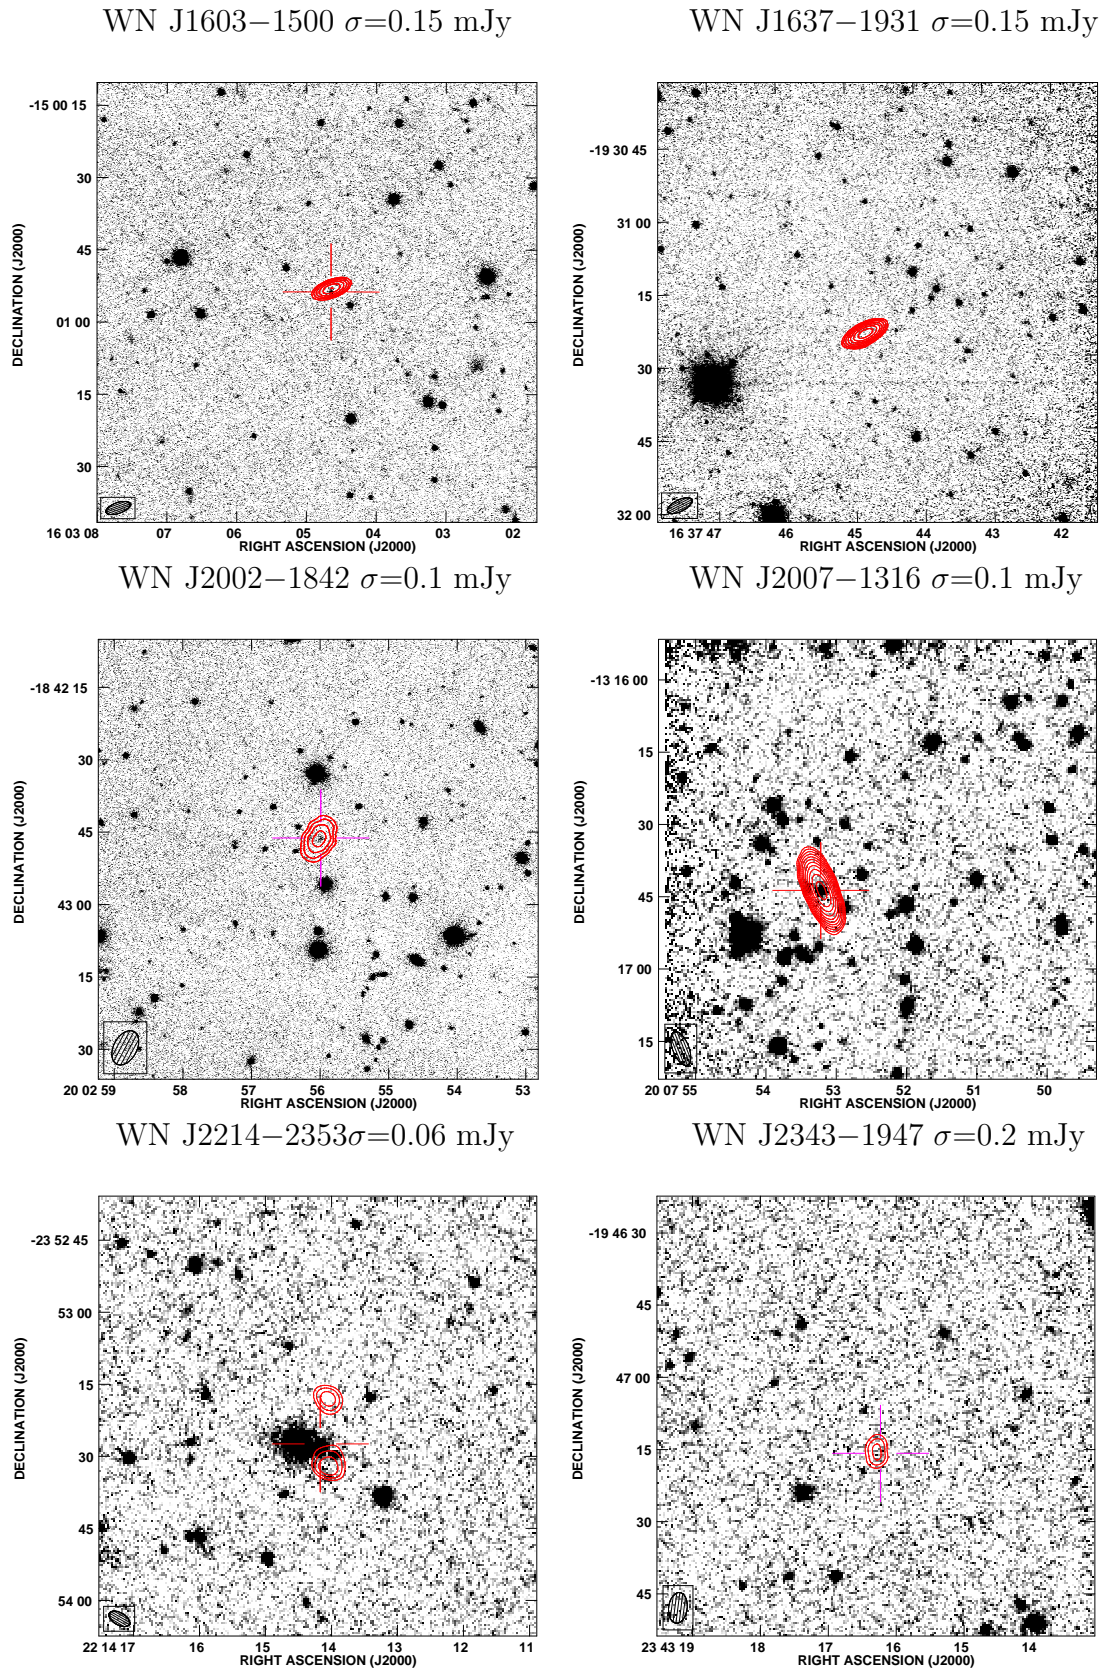 WN J1603−1500 σ=0.15 mJy
WN J1637−1931 σ=0.15 mJy
DECLINATION (J2000)
-15 00 15
30
45
01 00
15
30
16 03 08
07
06
05
04
03
02
RIGHT ASCENSION (J2000)
DECLINATION (J2000)
-19 30 45
31 00
15
30
45
32 00
16 37 47
46
45
44
43
42
RIGHT ASCENSION (J2000)
WN J2002−1842 σ=0.1 mJy
WN J2007−1316 σ=0.1 mJy
DECLINATION (J2000)
-18 42 15
30
45
43 00
15
30
20 02 59
58
57
56
55
54
53
RIGHT ASCENSION (J2000)
DECLINATION (J2000)
-13 16 00
15
30
45
17 00
15
20 07 55
54
53
52
51
50
RIGHT ASCENSION (J2000)
WN J2214−2353σ=0.06 mJy
WN J2343−1947 σ=0.2 mJy
DECLINATION (J2000)
-23 52 45
53 00
15
30
45
54 00
22 14 17
16
15
14
13
12
11
RIGHT ASCENSION (J2000)
DECLINATION (J2000)
-19 46 30
45
47 00
15
30
45
23 43 19
18
17
16
15
14
RIGHT ASCENSION (J2000)